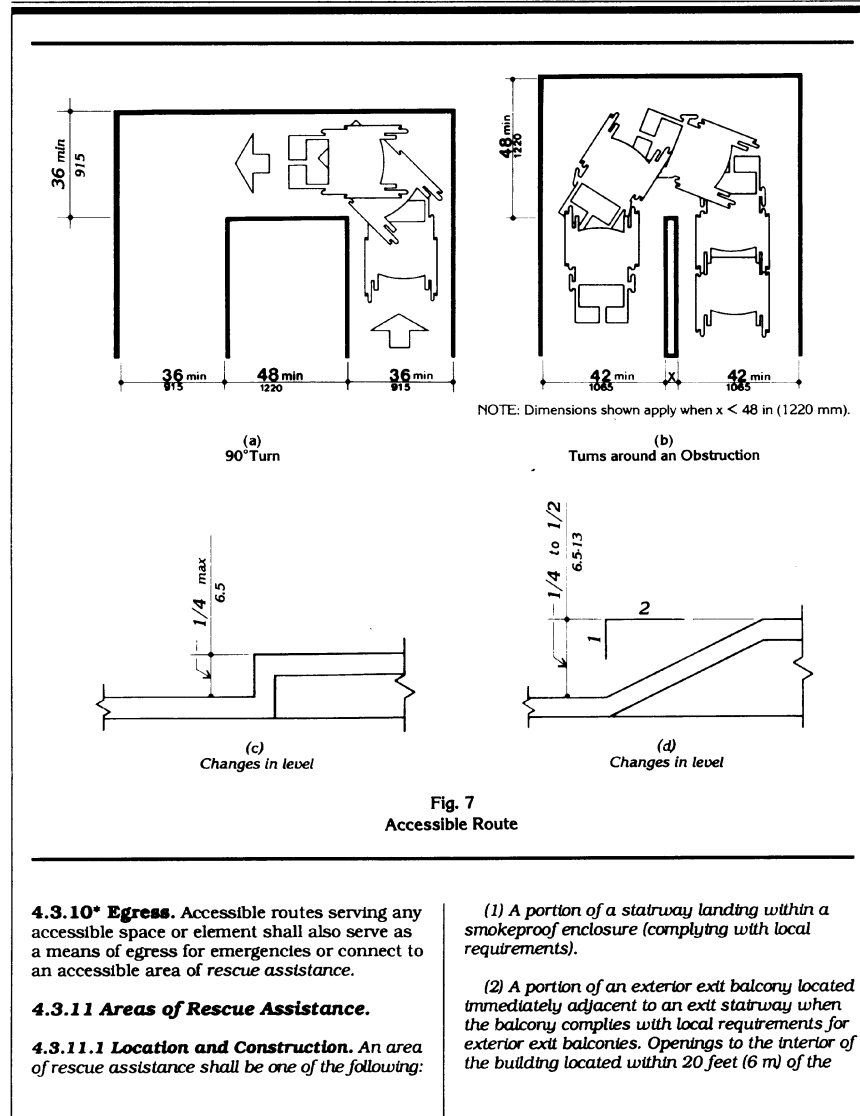 36 min
915
36 min
915
48 min
1220
36 min
915
(a)
90°Turn
48 min
1220
42 min
1065
x
42 min
1065
NOTE: Dimensions shown apply when x < 48 in (1220 mm).
(b)
Turns around an Obstruction
1/4 max
6.5
(c)
Changes in level
1/4 to 1/2
6.5-13
1
2
(d)
Changes in level
Fig. 7
Accessible Route
4.3.10* Egress. Accessible routes serving any
accessible space or element shall also serve as
a means of egress for emergencies or connect to
an accessible area of rescue assistance.
4.3.11 Areas of Rescue Assistance.
4.3.11.1 Location and Construction. An area
of rescue assistance shall be one of the following:
(1) A portion of a stairway landing within a
smokeproof enclosure (complying with local
requirements).
(2) A portion of an exterior exit balcony located
immediately adjacent to an exit stairway when
the balcony complies with local requirements for
exterior exit balconies. Openings to the interior of
the building located within 20 feet (6 m) of the